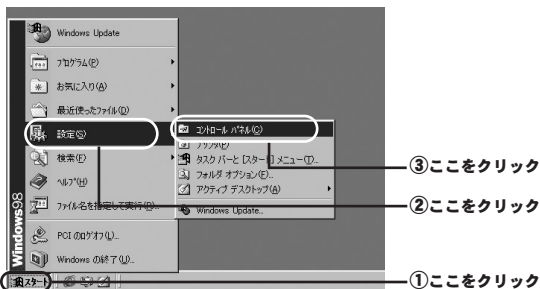 Windows Update
プログラム(P)
お気に入り(A)
最近使ったファイル(D)
設定(S)
検索(F)
ヘルプ(H)
ファイル名を指定して実行(R)...
PCI のログオフ(L)...
Windows の終了(U)...
Windows98
スタート
コントロール パネル(C)
プリンタ(P)
タスク バーと [スタート] メニュー(T)...
フォルダ オプション(F)...
アクティブ デスクトップ(A)
Windows Update...
③ここをクリック
②ここをクリック
①ここをクリック